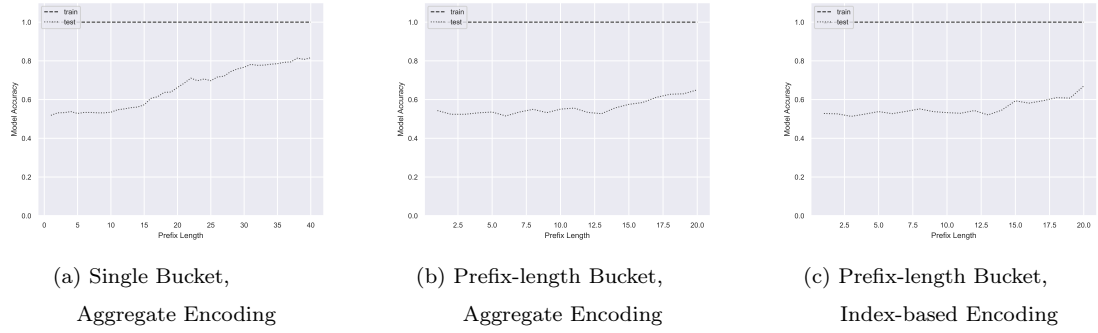 train
test
1.0
0.8
0.6
0.4
0.2
0.0
Model Accuracy
0 5 10 15 20 25 30 35 40
Prefix Length
(a) Single Bucket,
Aggregate Encoding
train
test
1.0
0.8
0.6
0.4
0.2
0.0
Model Accuracy
2.5 5.0 7.5 10.0 12.5 15.0 17.5 20.0
Prefix Length
(b) Prefix-length Bucket,
Aggregate Encoding
train
test
1.0
0.8
0.6
0.4
0.2
0.0
Model Accuracy
2.5 5.0 7.5 10.0 12.5 15.0 17.5 20.0
Prefix Length
(c) Prefix-length Bucket,
Index-based Encoding